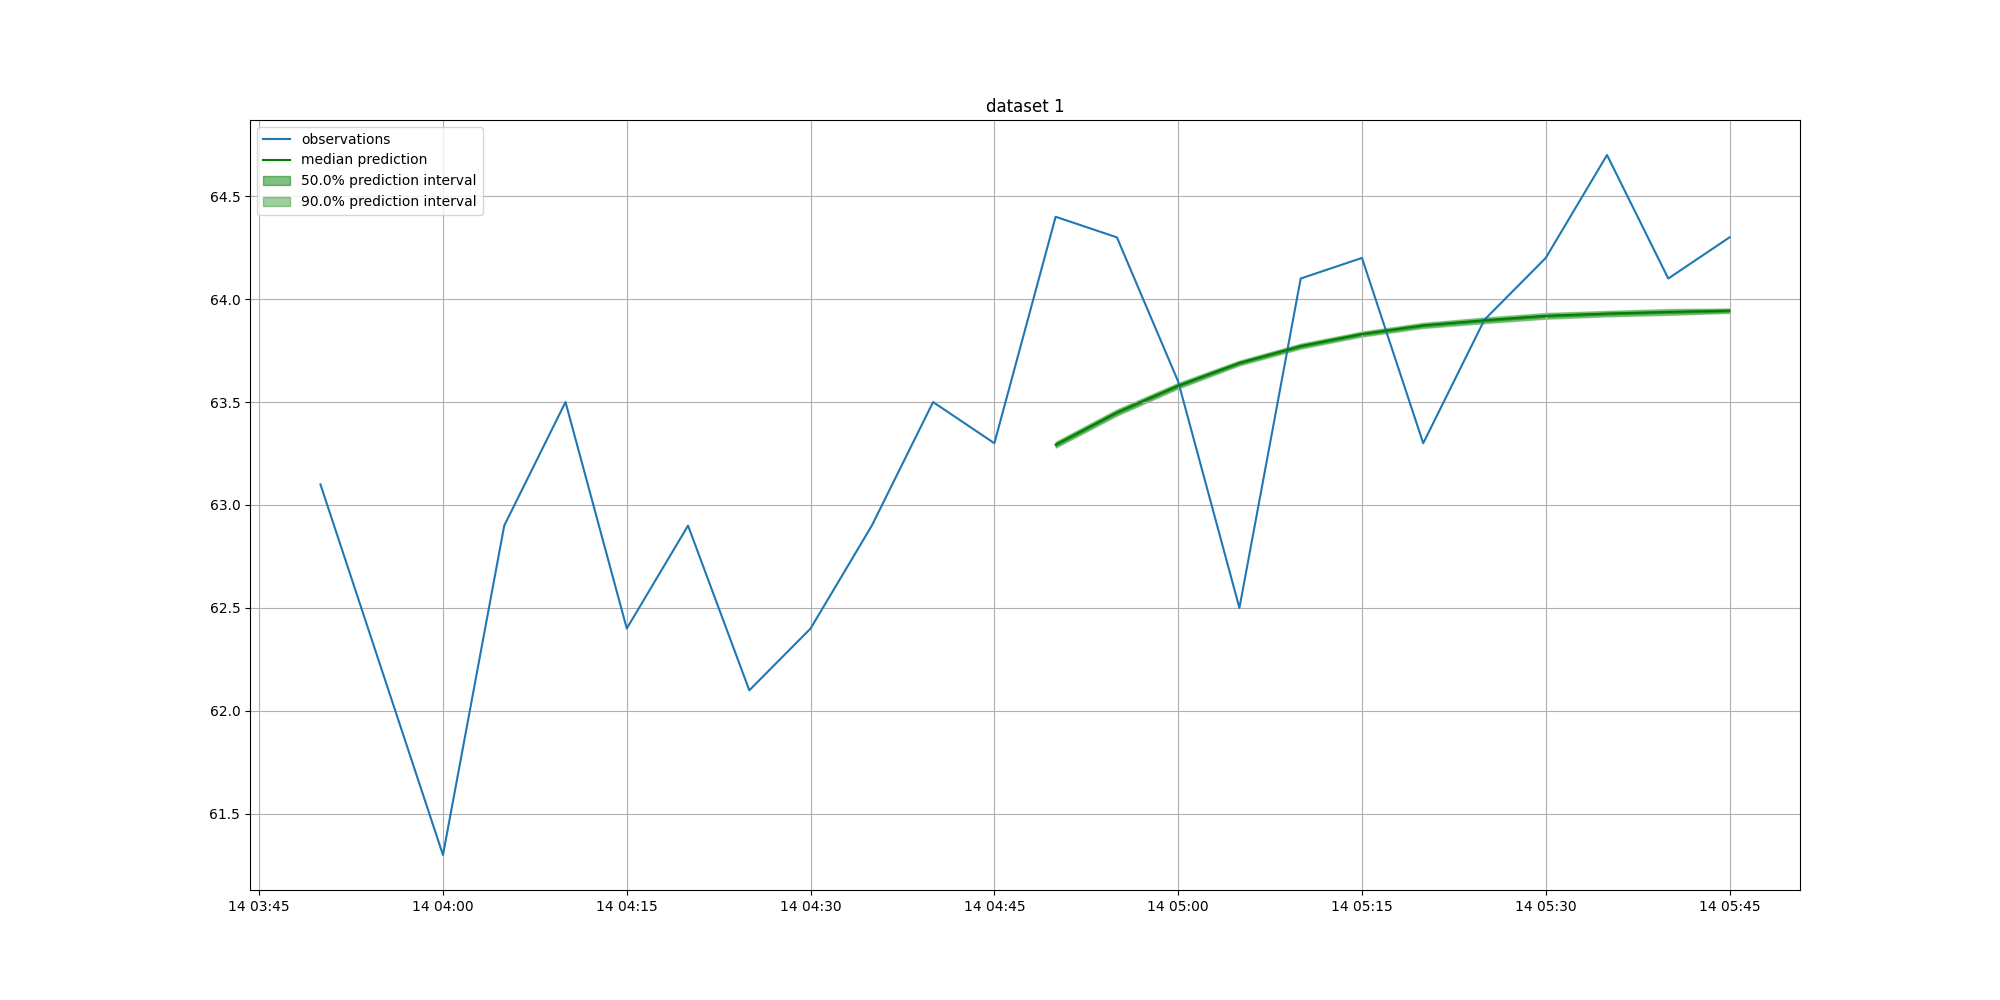 dataset 1
observations
median prediction
50.0% prediction interval
90.0% prediction interval
64.5
64.0
63.5
63.0
62.5
62.0
61.5
14 03:45 14 04:00 14 04:15 14 04:30 14 04:45 14 05:00 14 05:15 14 05:30 14 05:45